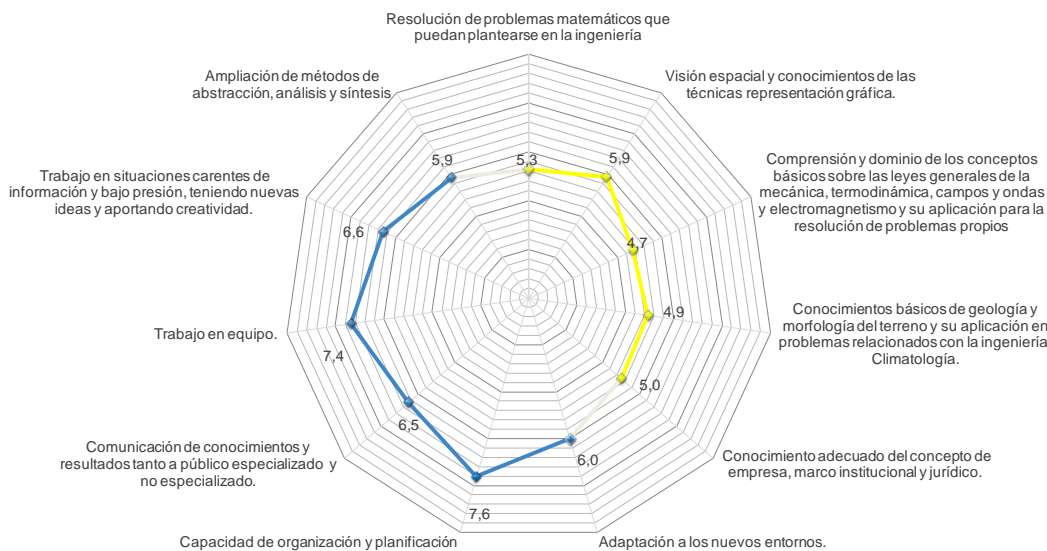 Resolución de problemas matemáticos que
puedan plantearse en la ingeniería
Visión espacial y conocimientos de las
técnicas representación gráfica.
Comprensión y dominio de los conceptos
básicos sobre las leyes generales de la
mecánica, termodinámica, campos y ondas
y electromagnetismo y su aplicación para la
resolución de problemas propios
Conocimientos básicos de geología y
morfología del terreno y su aplicación en
problemas relacionados con la ingeniería
Climatología.
Conocimiento adecuado del concepto de
empresa, marco institucional y jurídico.
Adaptación a los nuevos entornos.
Capacidad de organización y planificación
Comunicación de conocimientos y
resultados tanto a público especializado y
no especializado.
Trabajo en equipo.
Trabajo en situaciones carentes de
información y bajo presión, teniendo nuevas
ideas y aportando creatividad.
Ampliación de métodos de
abstracción, análisis y síntesis
5,3
5,9
4,7
4,9
5,0
6,0
7,6
6,5
7,4
6,6
5,9